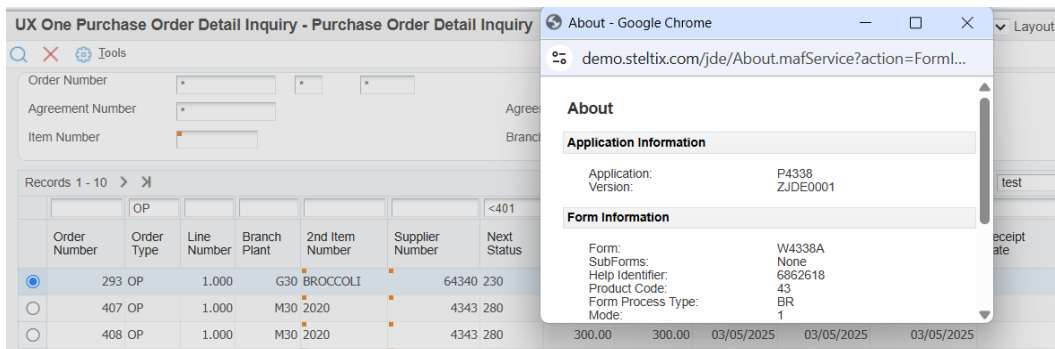 UX One Purchase Order Detail Inquiry - Purchase Order Detail Inquiry
Layout
Tools
Order Number * * *
Agreement Number * Agree
Item Number Branc
Records 1 - 10 test
OP <401
Order Number Order Type Line Number Branch Plant 2nd Item Number Supplier Number Next Status eceipt ate
293 OP 1.000 G30 BROCCOLI 64340 230
407 OP 1.000 M30 2020 4343 280
408 OP 1.000 M30 2020 4343 280 300.00 300.00 03/05/2025 03/05/2025 03/05/2025
About - Google Chrome
demo.steltix.com/jde/About.mafService?action=FormI...
About
Application Information
Application: P4338
Version: ZJDE0001
Form Information
Form: W4338A
SubForms: None
Help Identifier: 6862618
Product Code: 43
Form Process Type: BR
Mode: 1